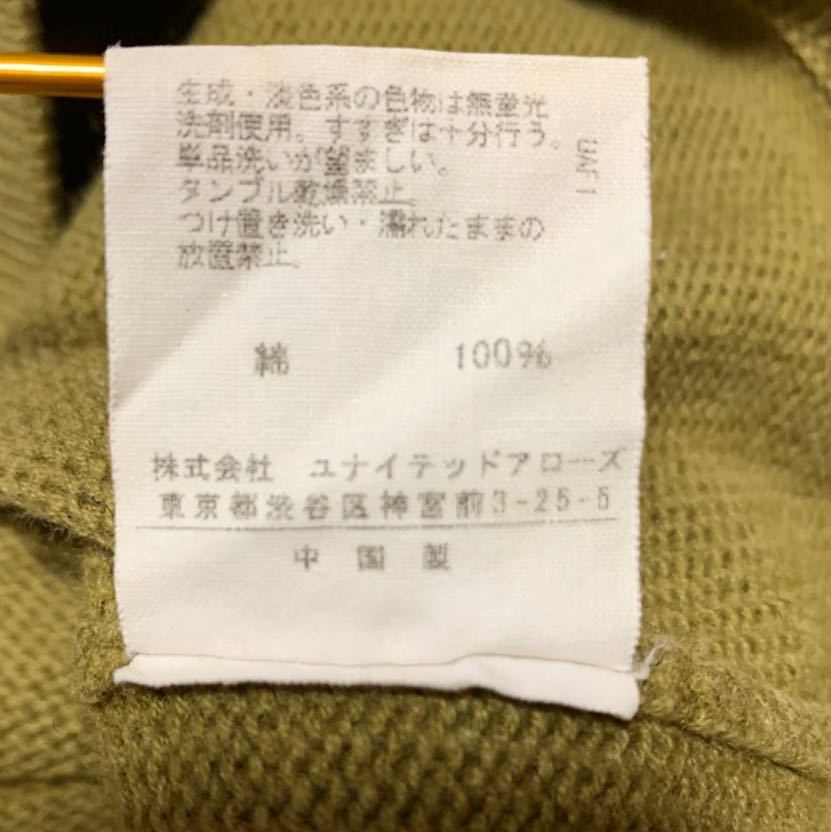 生成・淡色系の色物は無蛍光
洗剤使用。すすぎは十分行う。
単品洗いが望ましい。
タンブル乾燥禁止。
つけ置き洗い・濡れたままの
放置禁止。
UAF1
綿 100%
株式会社 ユナイテッドアローズ
東京都渋谷区神宮前3-25-5
中国製